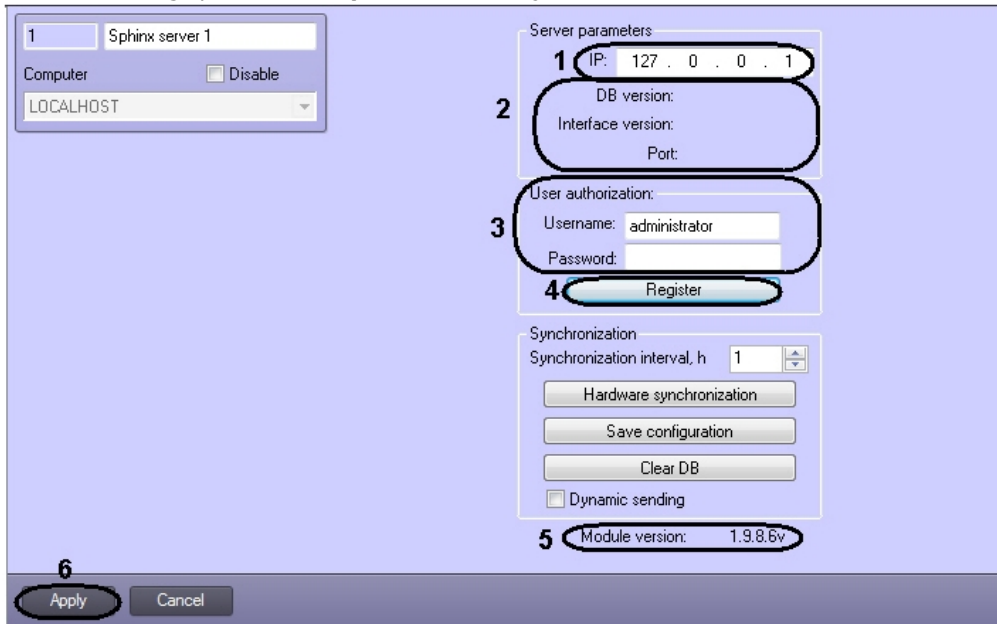 1 Sphinx server 1
Computer Disable
LOCALHOST
Server parameters
1 IP: 127 . 0 . 0 . 1
2
DB version:
Interface version:
Port:
User authorization:
3
Username: administrator
Password:
4 Register
Synchronization
Synchronization interval, h 1
Hardware synchronization
Save configuration
Clear DB
Dynamic sending
5 Module version: 1.9.8.6v
6
Apply Cancel